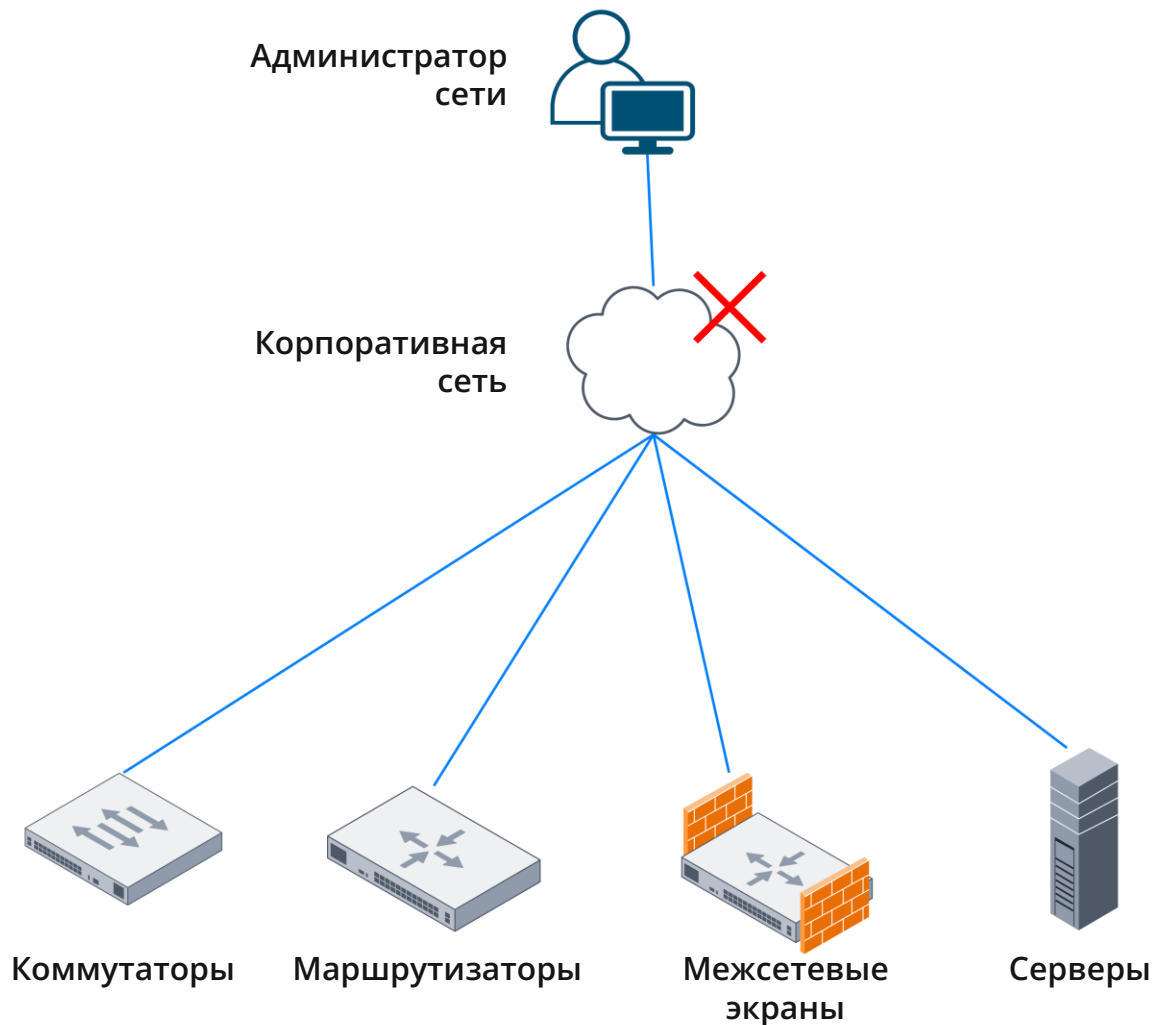 Администратор
сети
Корпоративная
сеть
Коммутаторы
Маршрутизаторы
Межсетевые
экраны
Серверы